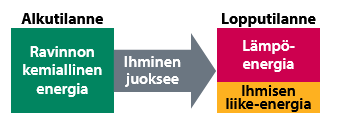 Alkutilanne
Ravinnon
kemiallinen
energia
Ihminen
juoksee
Lopputilanne
Lämpö-
energia
Ihmisen
liike-energia